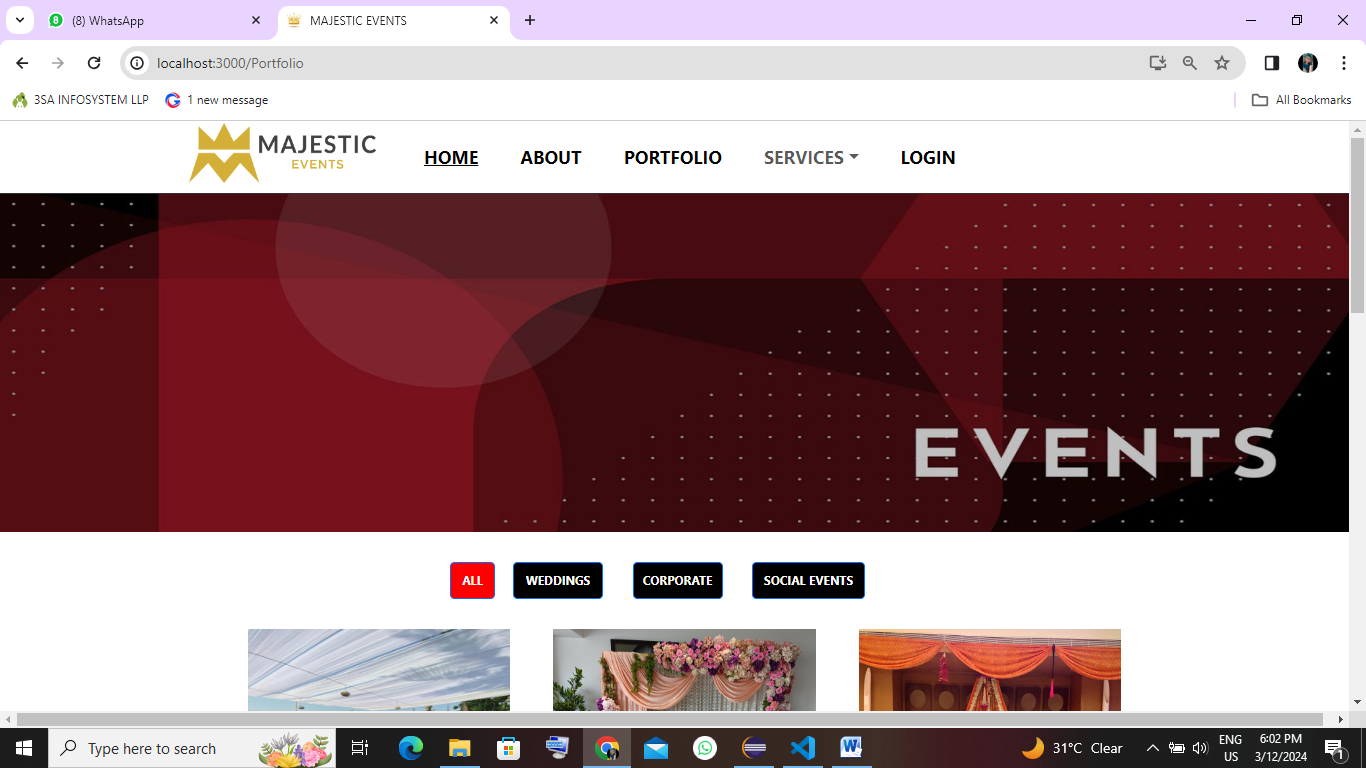 8 (8) WhatsApp
MAJESTIC EVENTS
localhost:3000/Portfolio
3SA INFOSYSTEM LLP
1 new message
All Bookmarks
MAJESTIC
EVENTS
HOME
ABOUT
PORTFOLIO
SERVICES
LOGIN
EVENTS
ALL
WEDDINGS
CORPORATE
SOCIAL EVENTS
Type here to search
31°C Clear
ENG
US
6:02 PM
3/12/2024
1